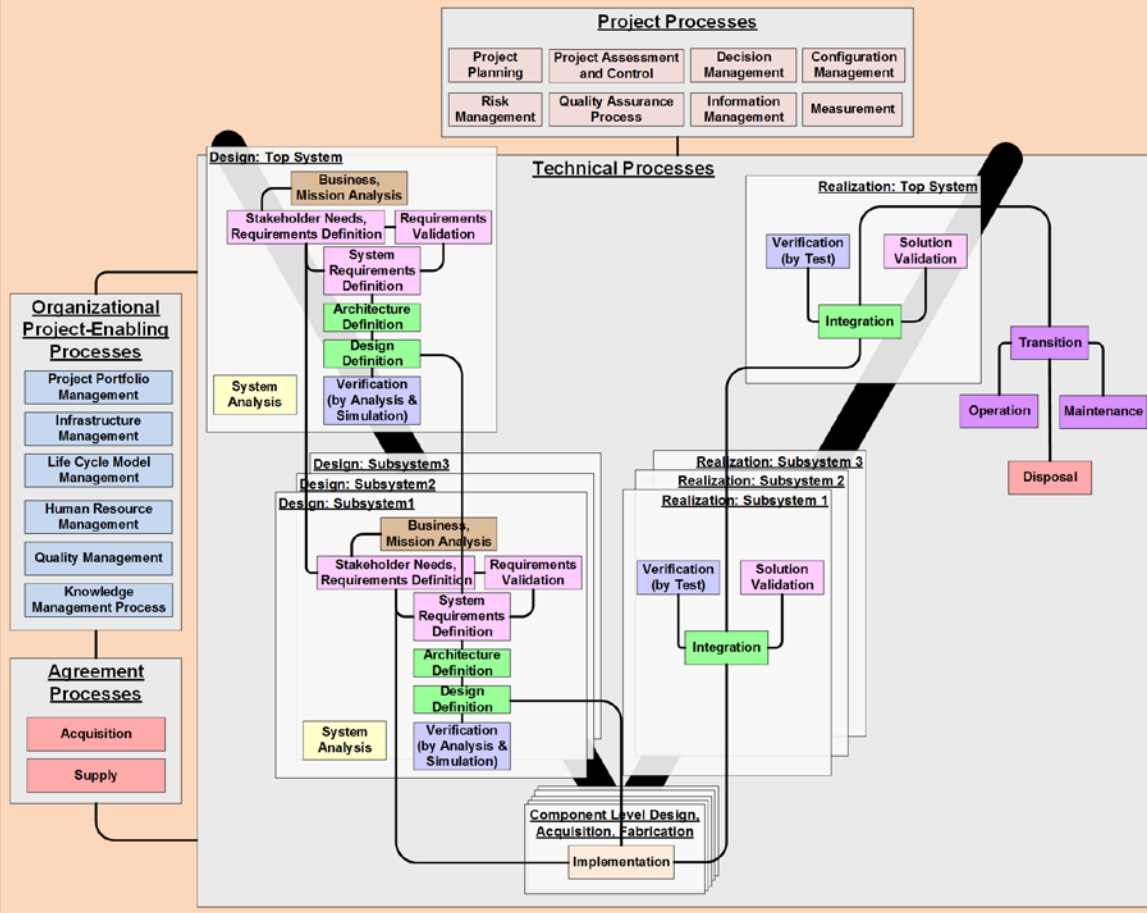 Project Processes
Project
Planning
Project Assessment
and Control
Decision
Management
Configuration
Management
Risk
Management
Quality Assurance
Process
Information
Management
Measurement
Technical Processes
Design: Top System
Business,
Mission Analysis
Stakeholder Needs,
Requirements Definition
Requirements
Validation
System
Requirements
Definition
Architecture
Definition
Design
Definition
System
Analysis
Verification
(by Analysis &
Simulation)
Realization: Top System
Verification
(by Test)
Solution
Validation
Integration
Transition
Operation
Maintenance
Disposal
Organizational
Project-Enabling
Processes
Project Portfolio
Management
Infrastructure
Management
Life Cycle Model
Management
Human Resource
Management
Quality Management
Knowledge
Management Process
Agreement
Processes
Acquisition
Supply
Design: Subsystem3
Design: Subsystem2
Design: Subsystem1
Business,
Mission Analysis
Stakeholder Needs,
Requirements Definition
Requirements
Validation
System
Requirements
Definition
Architecture
Definition
Design
Definition
System
Analysis
Verification
(by Analysis &
Simulation)
Realization: Subsystem 3
Realization: Subsystem 2
Realization: Subsystem 1
Verification
(by Test)
Solution
Validation
Integration
Component Level Design,
Acquisition, Fabrication
Implementation